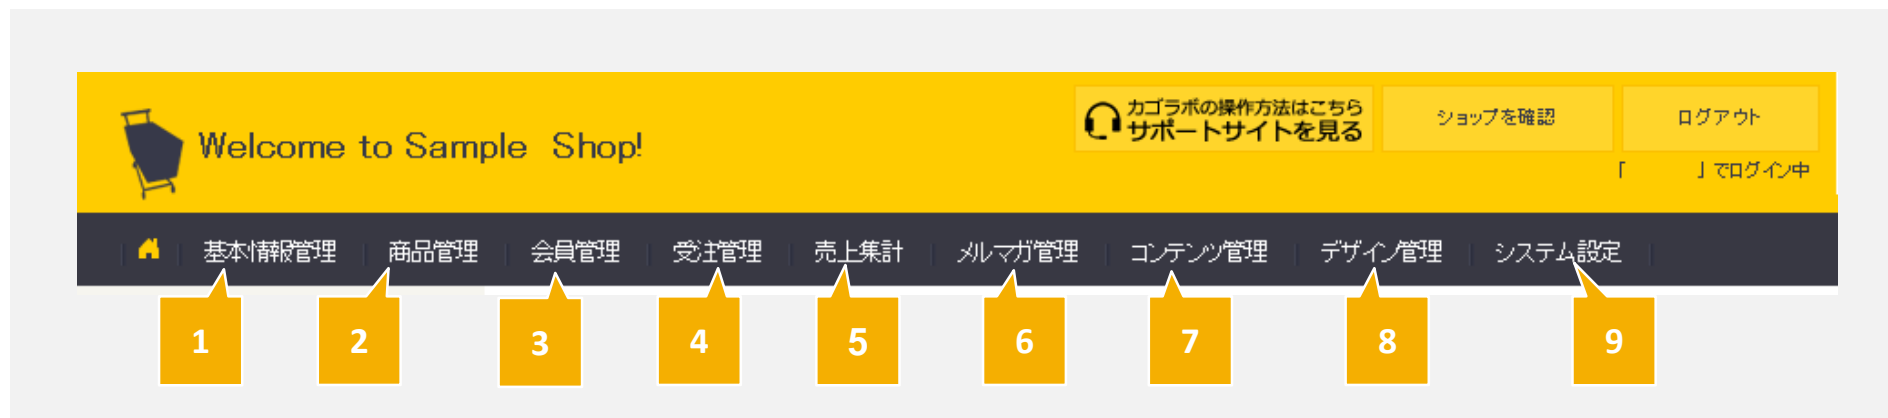 Welcome to Sample Shop!
カゴラボの操作方法はこちら
サポートサイトを見る
ショップを確認
ログアウト
「 」でログイン中
基本情報管理 商品管理 会員管理 受注管理 売上集計 メルマガ管理 コンテンツ管理 デザイン管理 システム設定
1 2 3 4 5 6 7 8 9